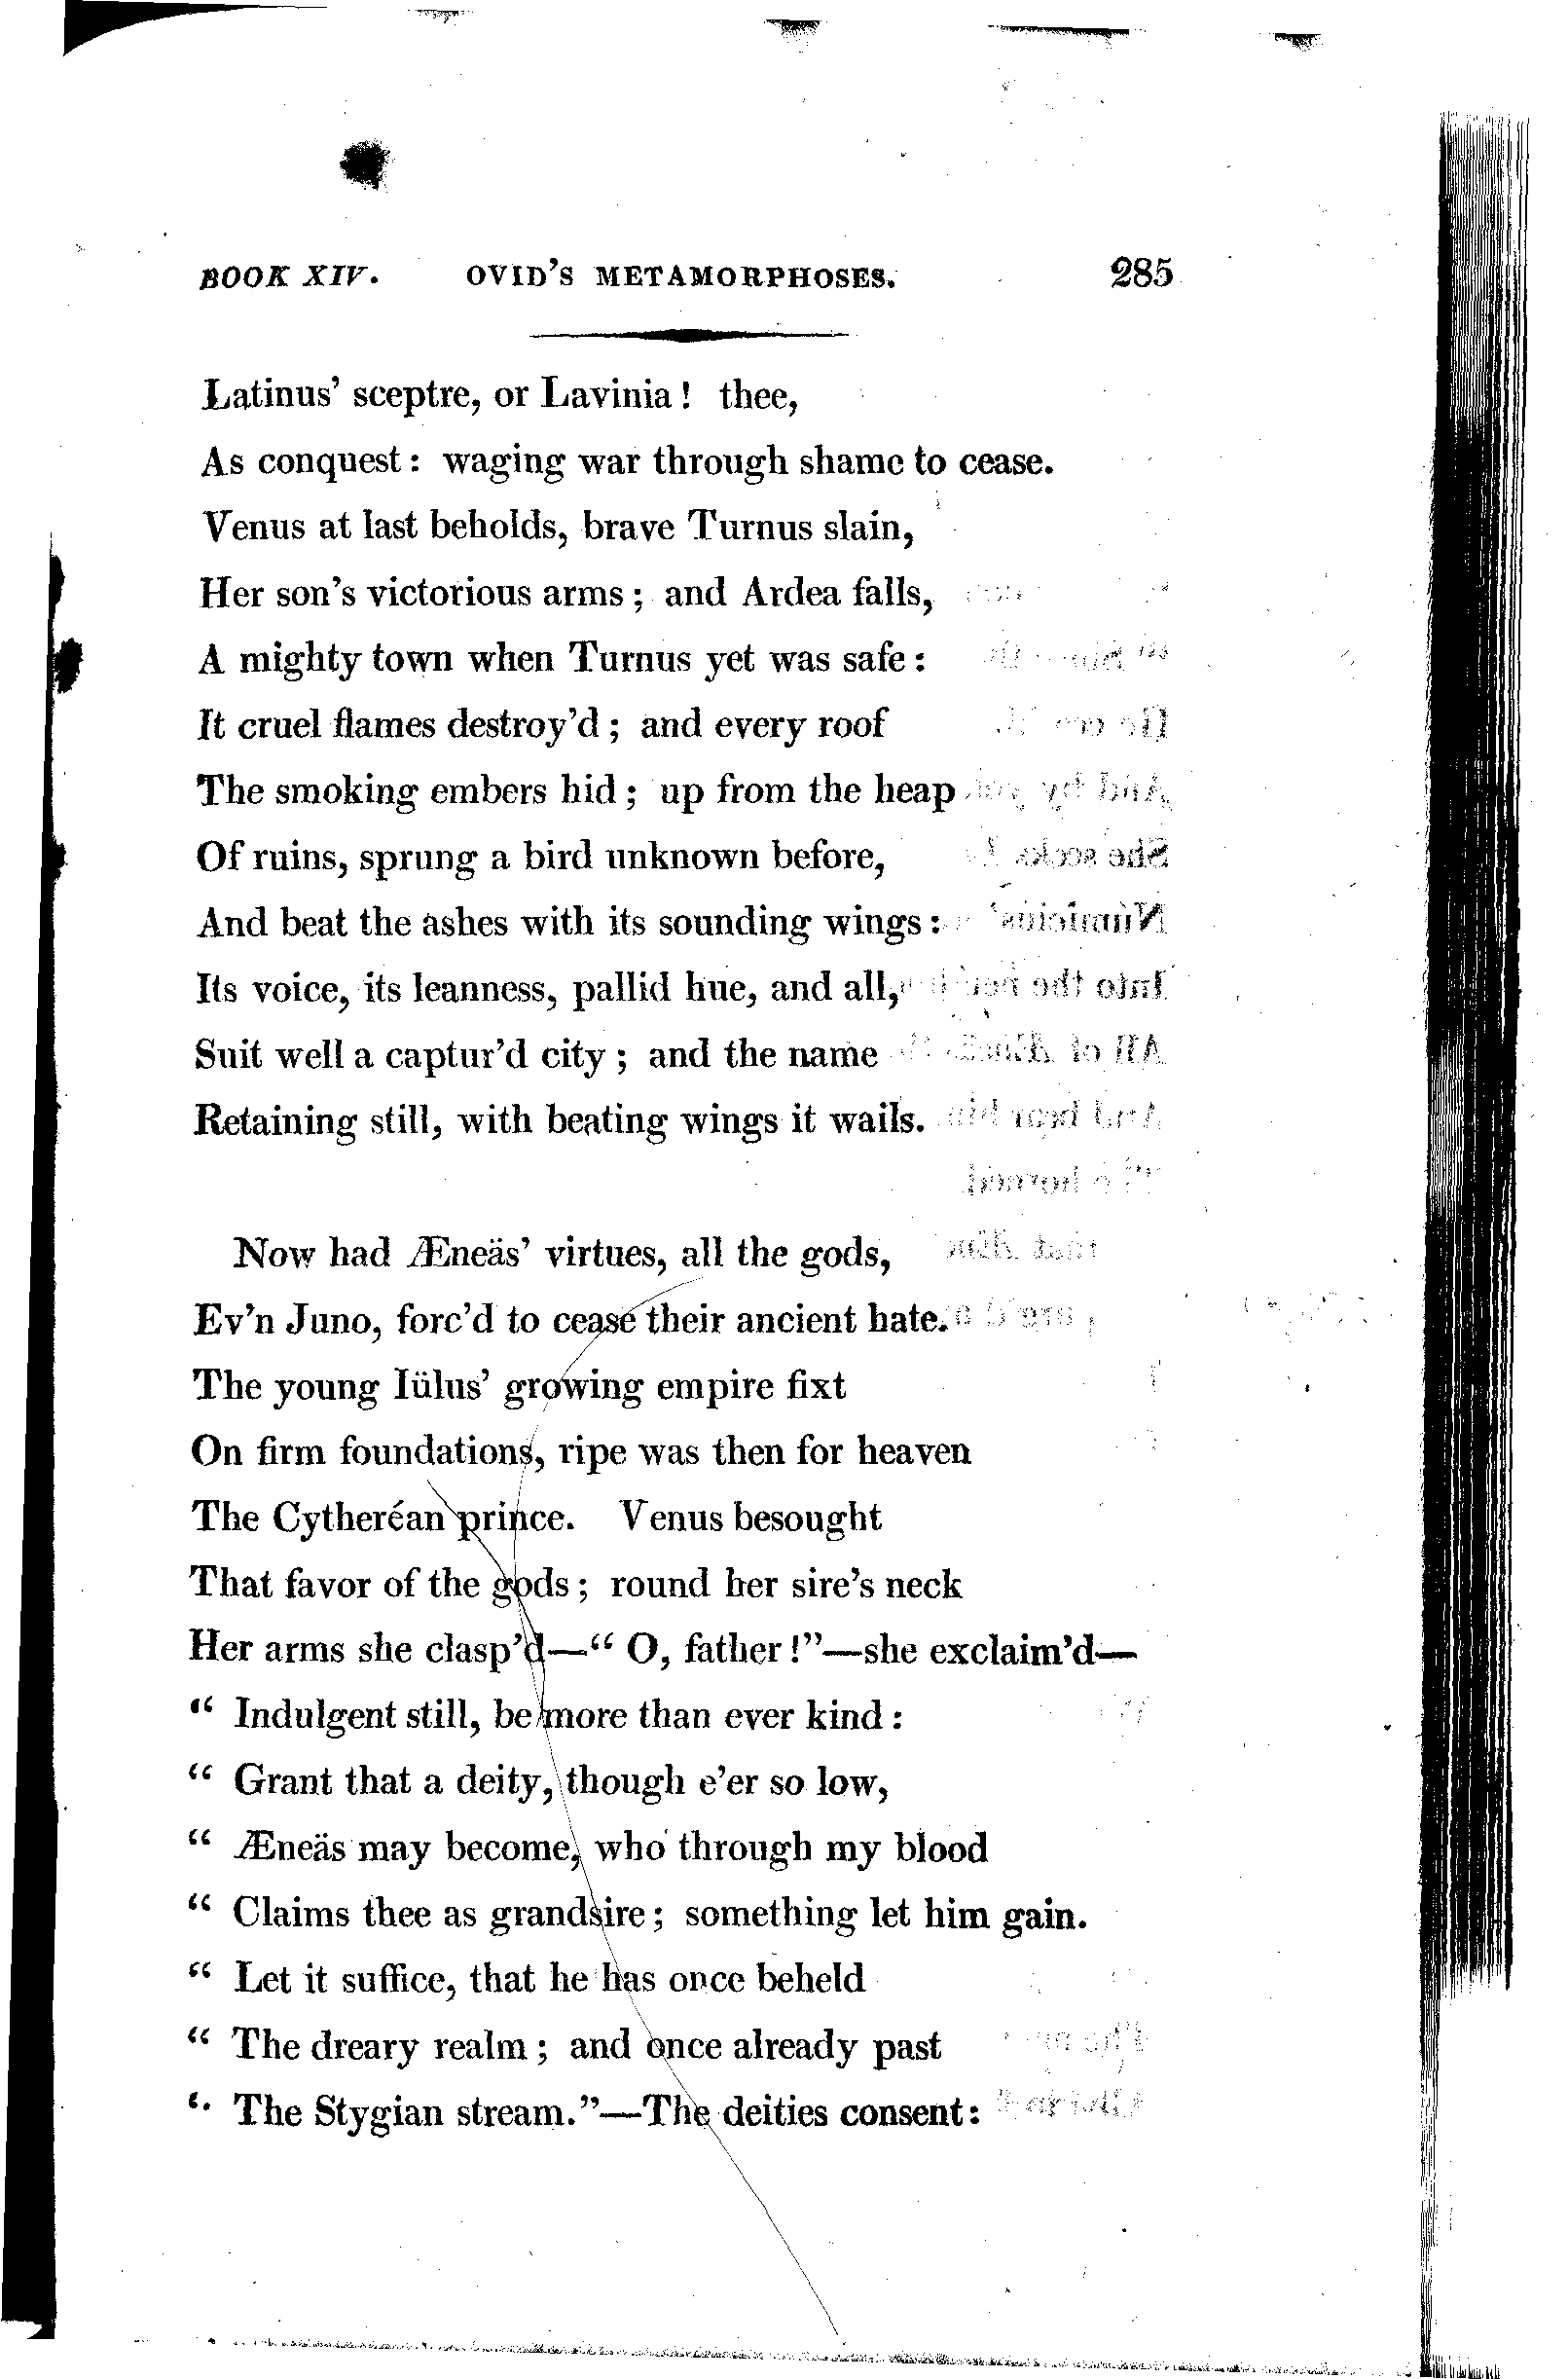 BOOK XIV. OVID'S METAMORPHOSES. 285
Latinus' sceptre, or Lavinia! thee,
As conquest: waging war through shame to cease.
Venus at last beholds, brave Turnus slain,
Her son's victorious arms; and Ardea falls,
A mighty town when Turnus yet was safe:
It cruel flames destroy'd; and every roof
The smoking embers hid; up from the heap
Of ruins, sprung a bird unknown before,
And beat the ashes with its sounding wings:
Its voice, its leanness, pallid hue, and all,
Suit well a captur'd city; and the name
Retaining still, with beating wings it wails.
Now had Æneäs' virtues, all the gods,
Ev'n Juno, forc'd to cease their ancient hate.
The young Iülus' growing empire fixt
On firm foundations, ripe was then for heaven
The Cytheréan prince. Venus besought
That favor of the gods; round her sire's neck
Her arms she clasp'd—“ O, father!”—she exclaim'd—
“ Indulgent still, be more than ever kind:
“ Grant that a deity, though e'er so low,
“ Æneäs may become, who through my blood
“ Claims thee as grandsire; something let him gain.
“ Let it suffice, that he has once beheld
“ The dreary realm; and once already past
“ The Stygian stream.”—The deities consent: